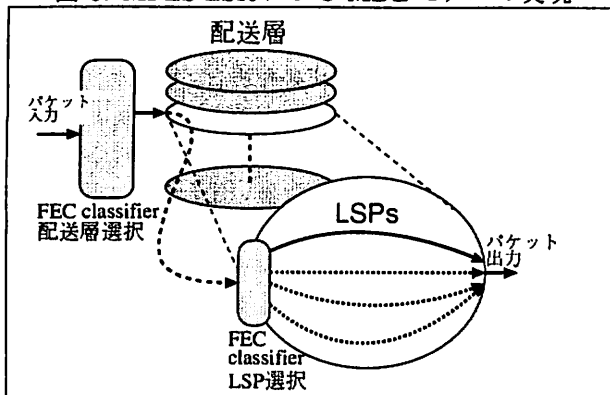 配送層
パケット
入力
FEC classifier
配送層選択
LSPs
パケット
出力
FEC
classifier
LSP選択